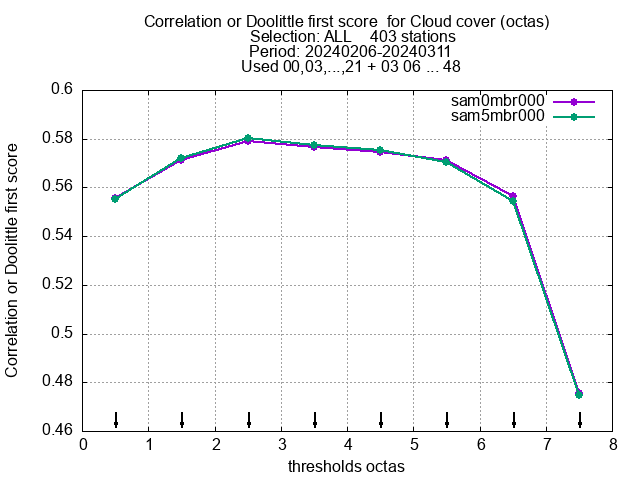 Correlation or Doolittle first score  for Cloud cover (octas)
Selection: ALL    403 stations
Period: 20240206-20240311
Used 00,03,...,21 + 03 06 ... 48
sam0mbr000
sam5mbr000
Correlation or Doolittle first score
0.6
0.58
0.56
0.54
0.52
0.5
0.48
0.46
0 1 2 3 4 5 6 7 8
thresholds octas